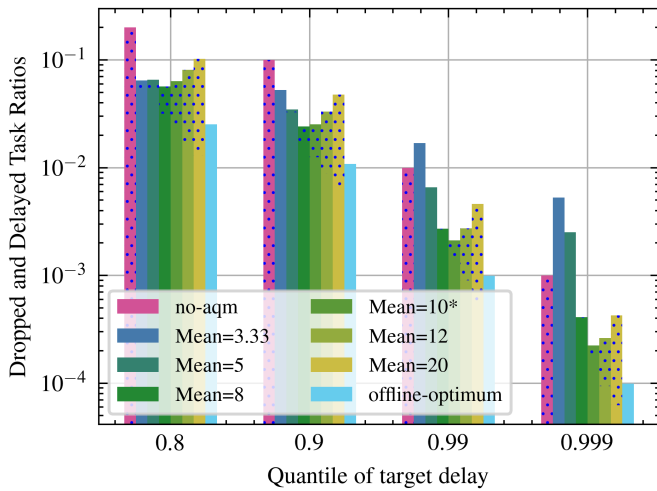 Dropped and Delayed Task Ratios
10⁻¹
10⁻²
10⁻³
10⁻⁴
no-aqm
Mean=3.33
Mean=5
Mean=8
Mean=10*
Mean=12
Mean=20
offline-optimum
0.8 0.9 0.99 0.999
Quantile of target delay